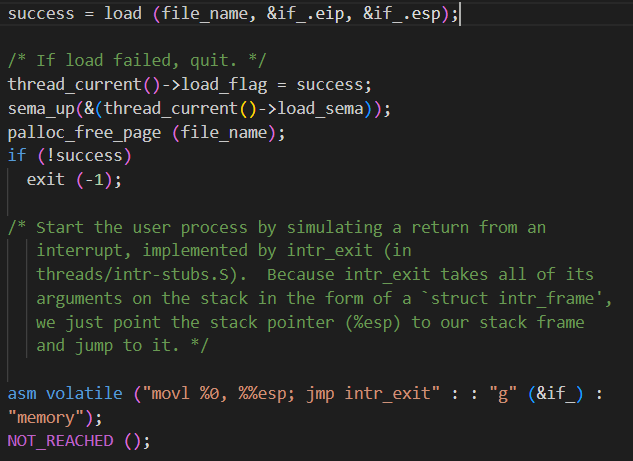 success = load (file_name, &if_.eip, &if_.esp);
/* If load failed, quit. */
thread_current()->load_flag = success;
sema_up(&(thread_current()->load_sema));
palloc_free_page (file_name);
if (!success)
exit (-1);
/* Start the user process by simulating a return from an
interrupt, implemented by intr_exit (in
threads/intr-stubs.S).  Because intr_exit takes all of its
arguments on the stack in the form of a `struct intr_frame',
we just point the stack pointer (%esp) to our stack frame
and jump to it. */
asm volatile ("movl %0, %%esp; jmp intr_exit" : : "g" (&if_) :
"memory");
NOT_REACHED ();